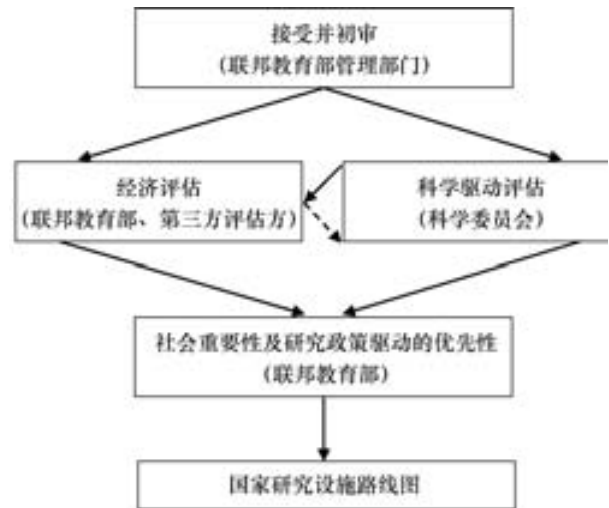 接受并初审
(联邦教育部管理部门)
经济评估
(联邦教育部、第三方评估方)
科学驱动评估
(科学委员会)
社会重要性及研究政策驱动的优先性
(联邦教育部)
国家研究设施路线图